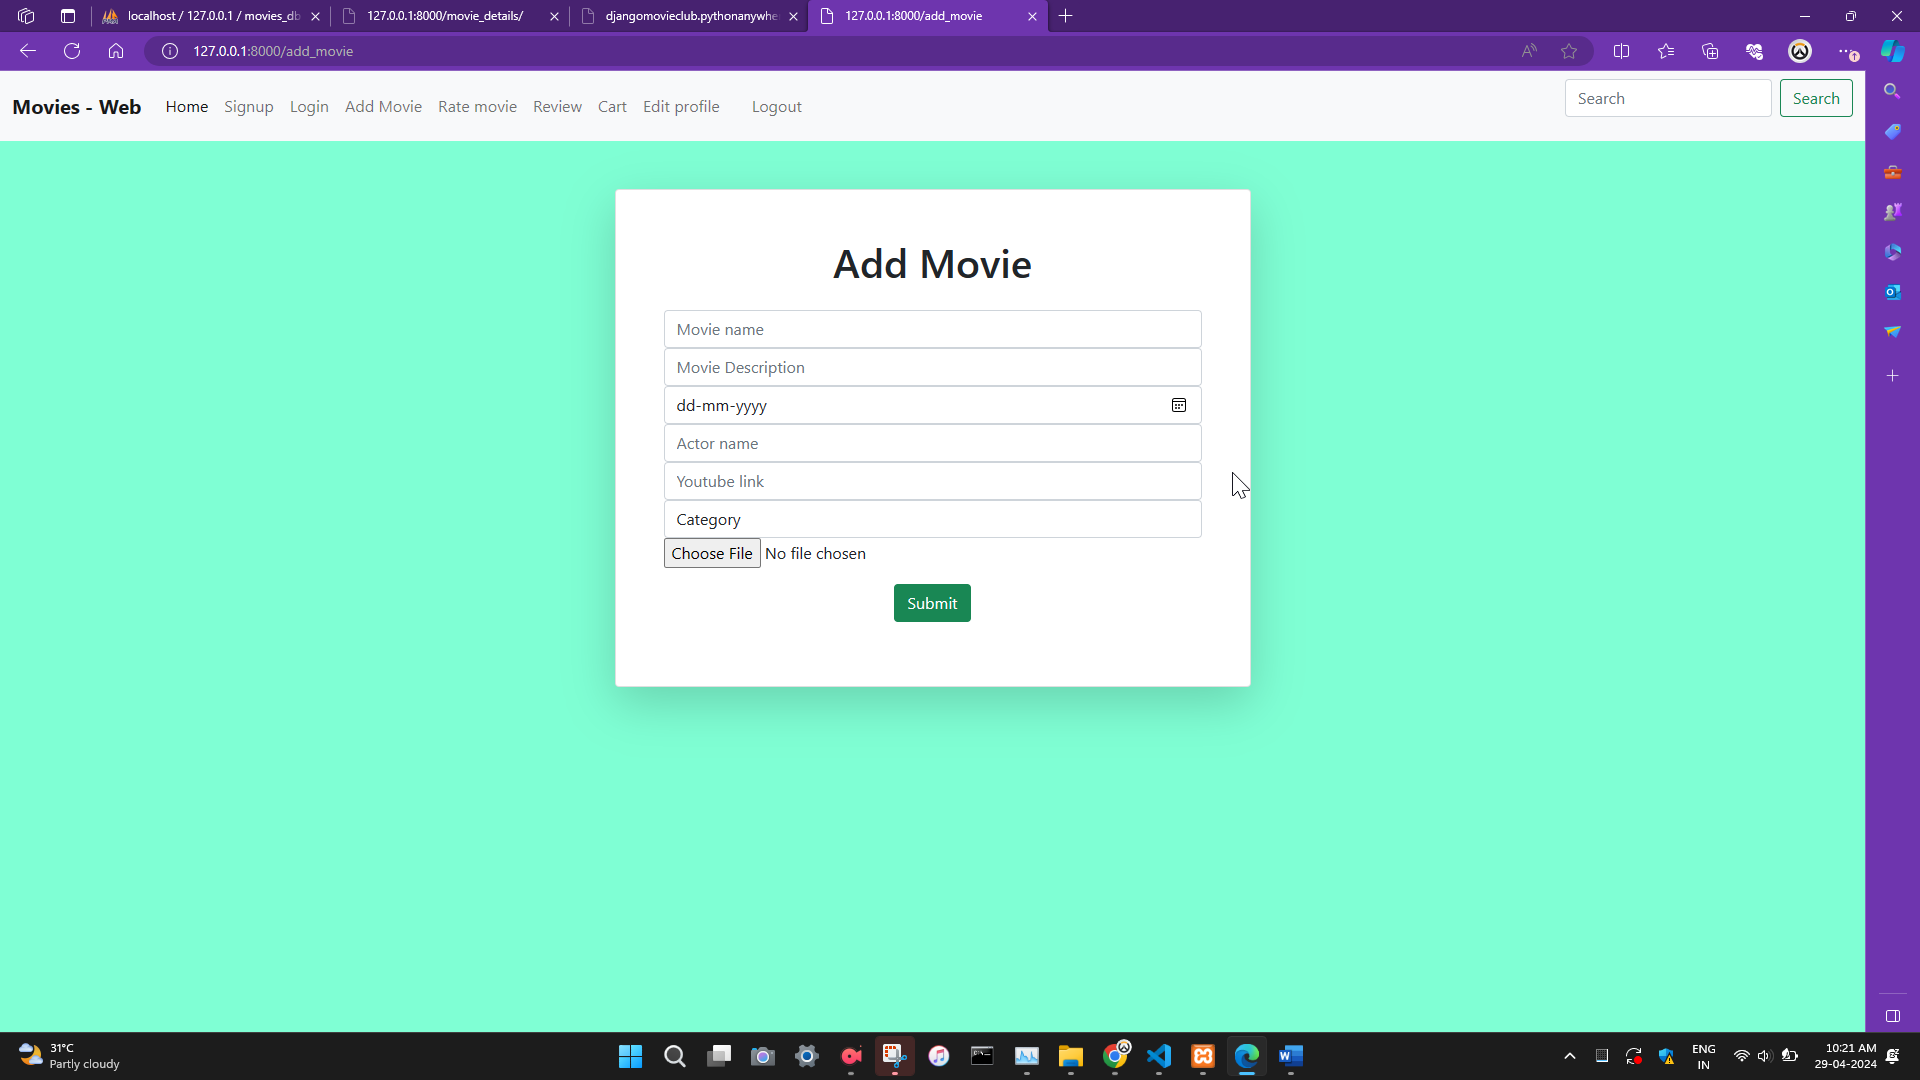 localhost / 127.0.0.1 / movies_db
127.0.0.1:8000/movie_details/
djangomovieclub.pythonanywhe
127.0.0.1:8000/add_movie
127.0.0.1:8000/add_movie
Movies - Web Home Signup Login Add Movie Rate movie Review Cart Edit profile Logout Search Search
Add Movie
Movie name
Movie Description
dd-mm-yyyy
Actor name
Youtube link
Category
Choose File No file chosen
Submit
31°C
Partly cloudy
ENG
IN
10:21 AM
29-04-2024